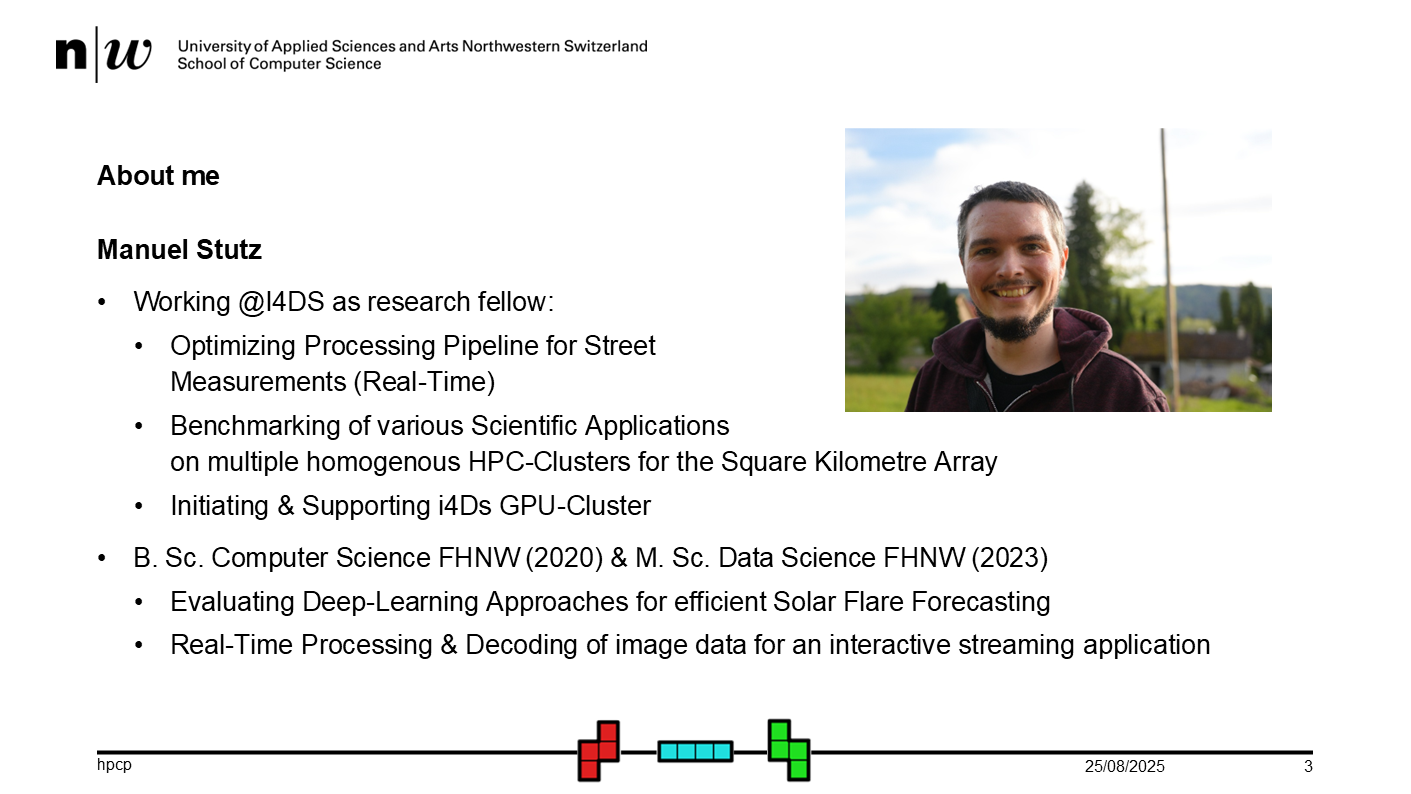 n|w University of Applied Sciences and Arts Northwestern Switzerland
School of Computer Science
About me
Manuel Stutz
• Working @I4DS as research fellow:
• Optimizing Processing Pipeline for Street
Measurements (Real-Time)
• Benchmarking of various Scientific Applications
on multiple homogenous HPC-Clusters for the Square Kilometre Array
• Initiating & Supporting i4Ds GPU-Cluster
• B. Sc. Computer Science FHNW (2020) & M. Sc. Data Science FHNW (2023)
• Evaluating Deep-Learning Approaches for efficient Solar Flare Forecasting
• Real-Time Processing & Decoding of image data for an interactive streaming application
hpcp 25/08/2025 3